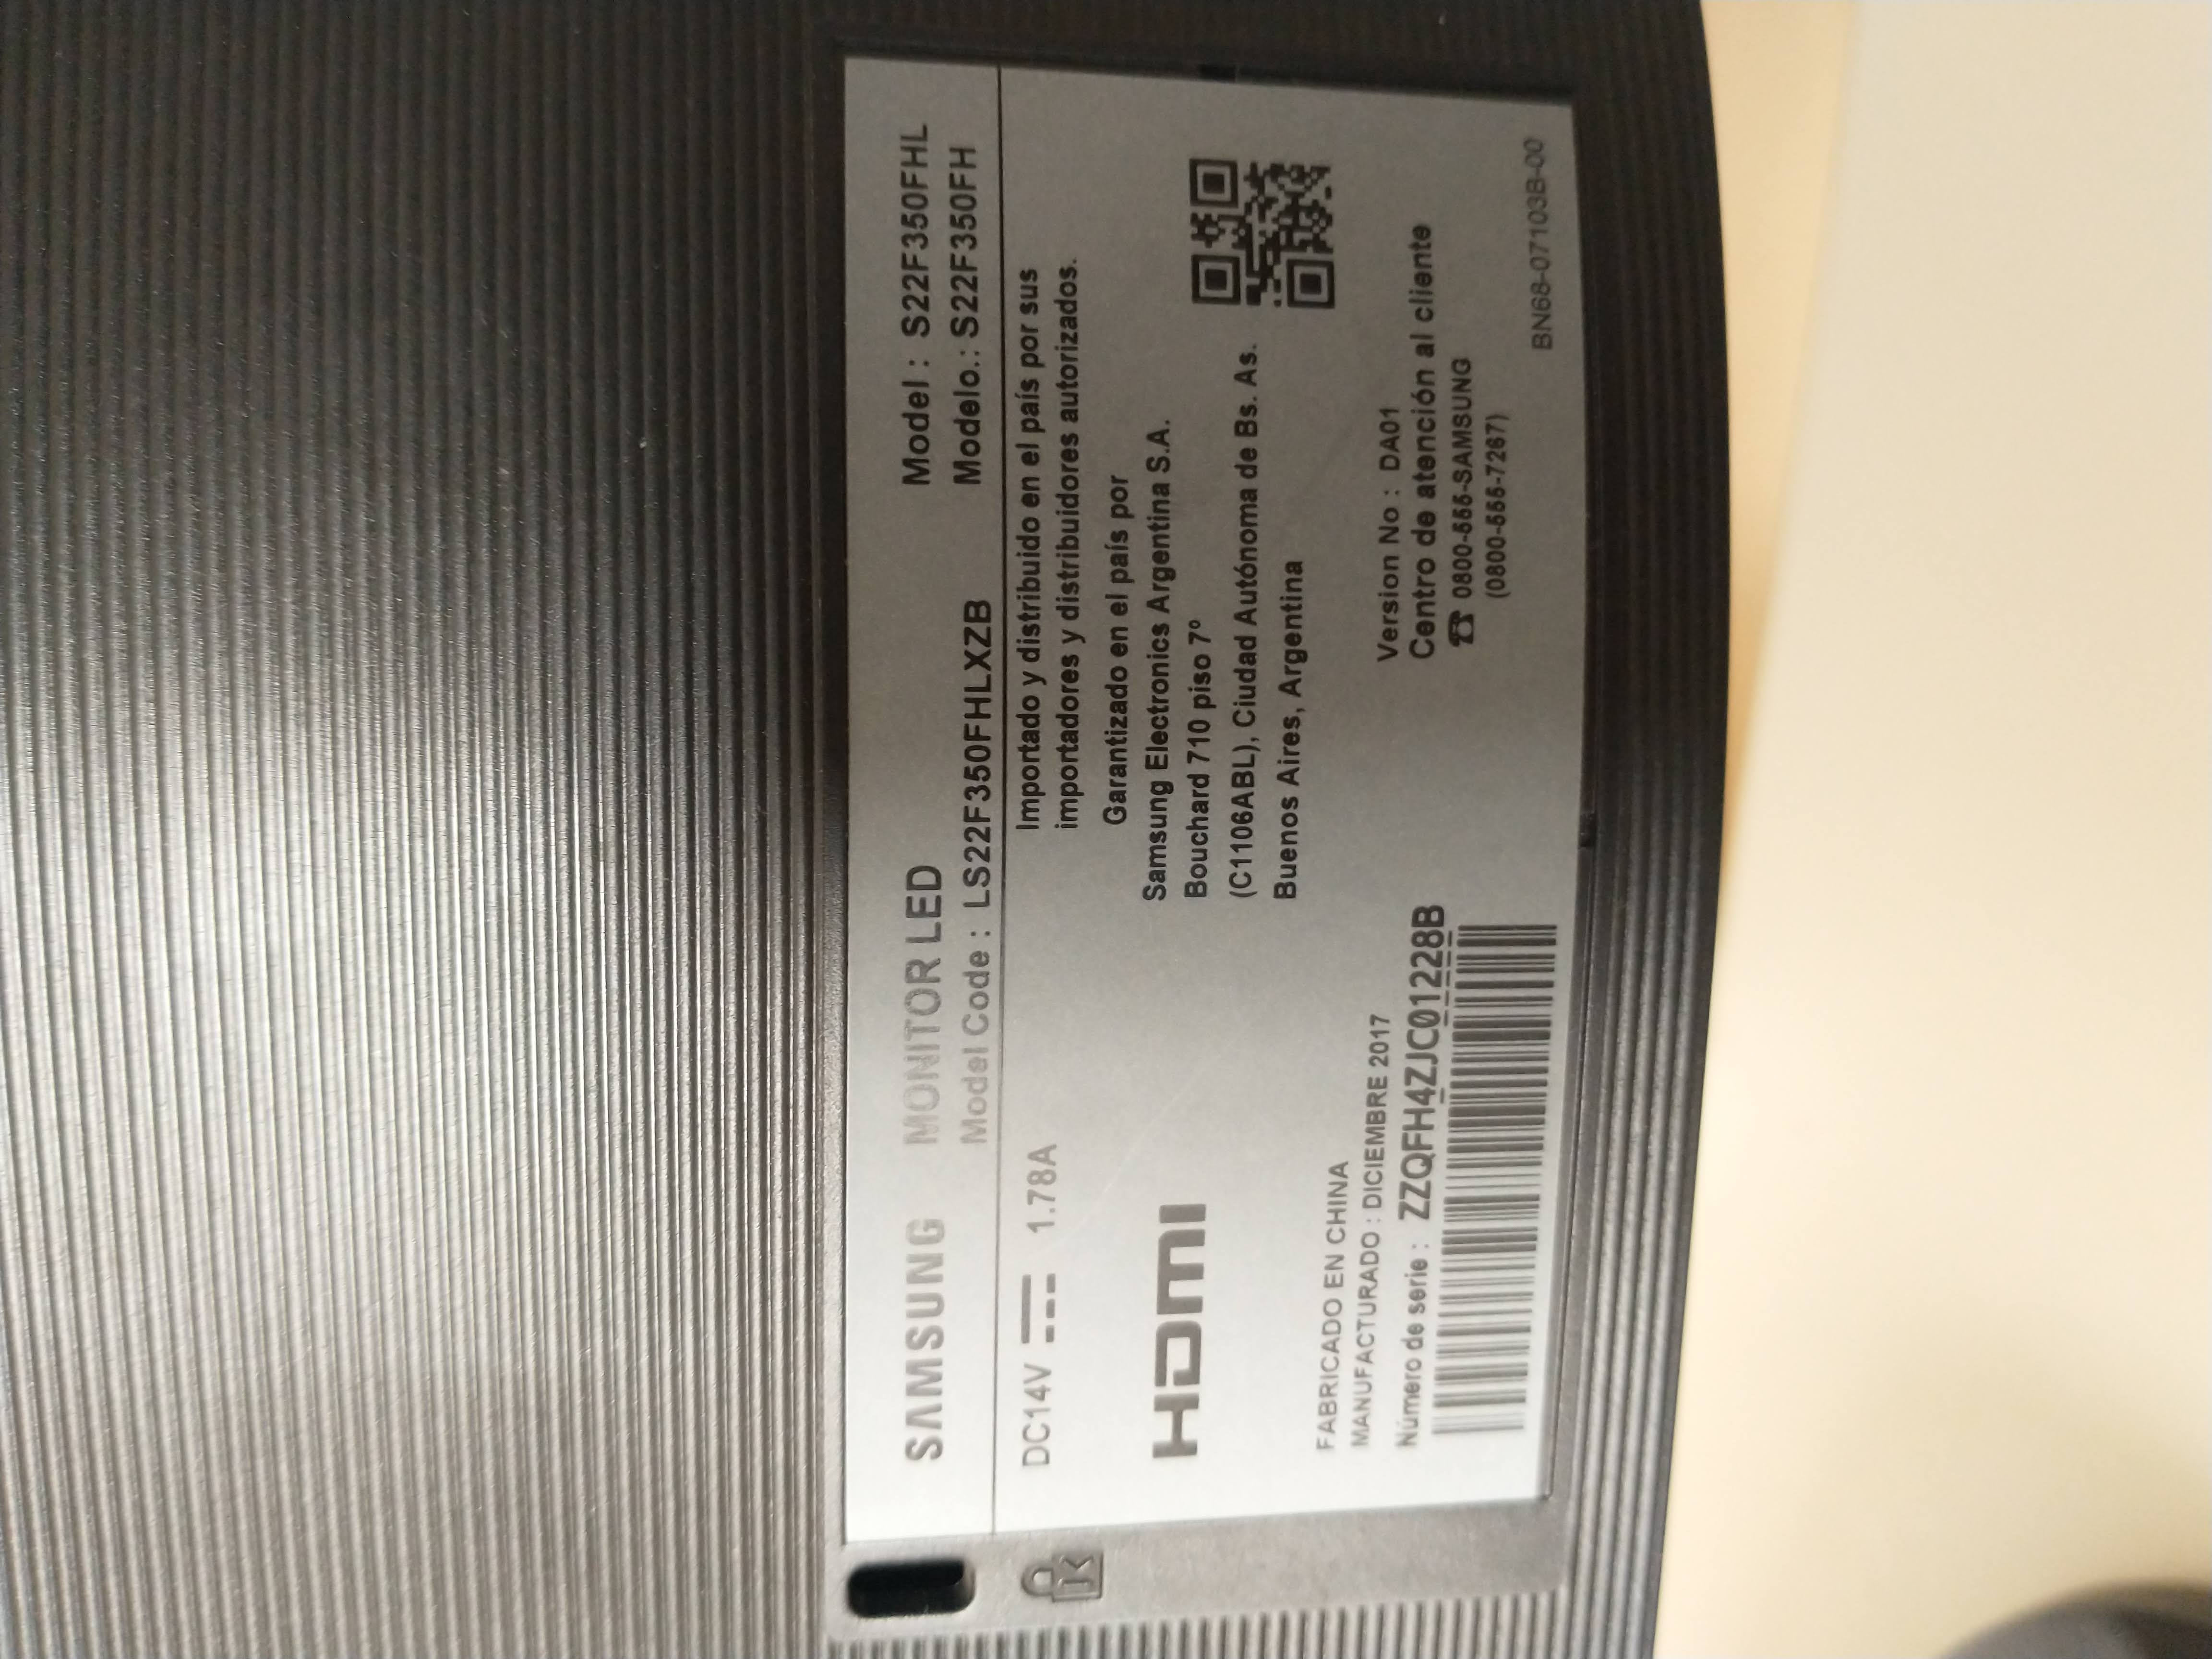 SAMSUNG
MONITOR LED
Model Code : LS22F350FHLXZB
Model : S22F350FHL
Modelo.: S22F350FH
DC14V 1.78A
HDMI
Importado y distribuido en el país por sus
importadores y distribuidores autorizados.
Garantizado en el país por
Samsung Electronics Argentina S.A.
Bouchard 710 piso 7º
(C1106ABL), Ciudad Autónoma de Bs. As.
Buenos Aires, Argentina
FABRICADO EN CHINA
MANUFACTURADO : DICIEMBRE 2017
Número de serie : ZZQFH4ZJC01228B
Version No : DA01
Centro de atención al cliente
☎ 0800-555-SAMSUNG
(0800-555-7267)
BN68-07103B-00
K